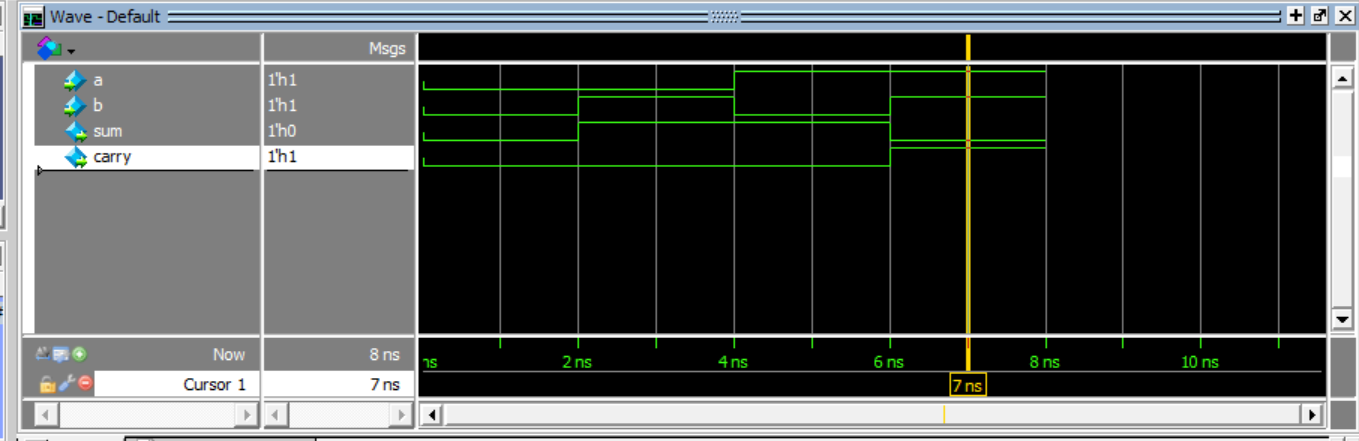 Wave - Default
Msgs
a 1'h1
b 1'h1
sum 1'h0
carry 1'h1
Now 8 ns ns 2 ns 4 ns 6 ns 8 ns 10 ns
Cursor 1 7 ns 7 ns